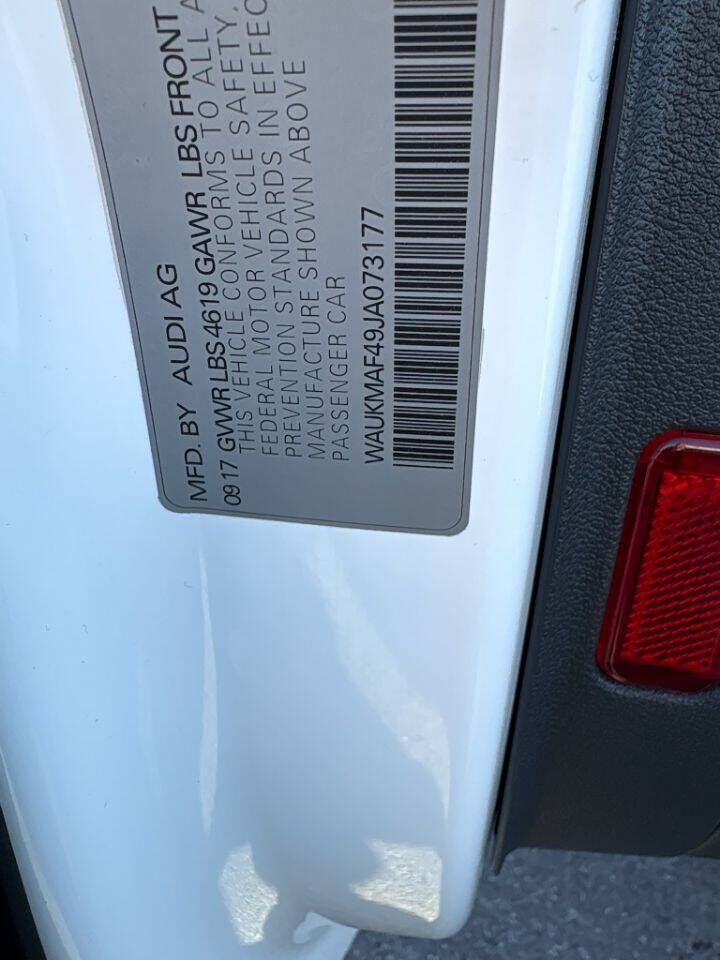 MFD. BY AUDI AG
09 17 GVWR LBS 4619 GAWR LBS FRONT
THIS VEHICLE CONFORMS TO ALL A
FEDERAL MOTOR VEHICLE SAFETY,
PREVENTION STANDARDS IN EFFEC
MANUFACTURE SHOWN ABOVE
PASSENGER CAR
WAUKMAF49JA073177